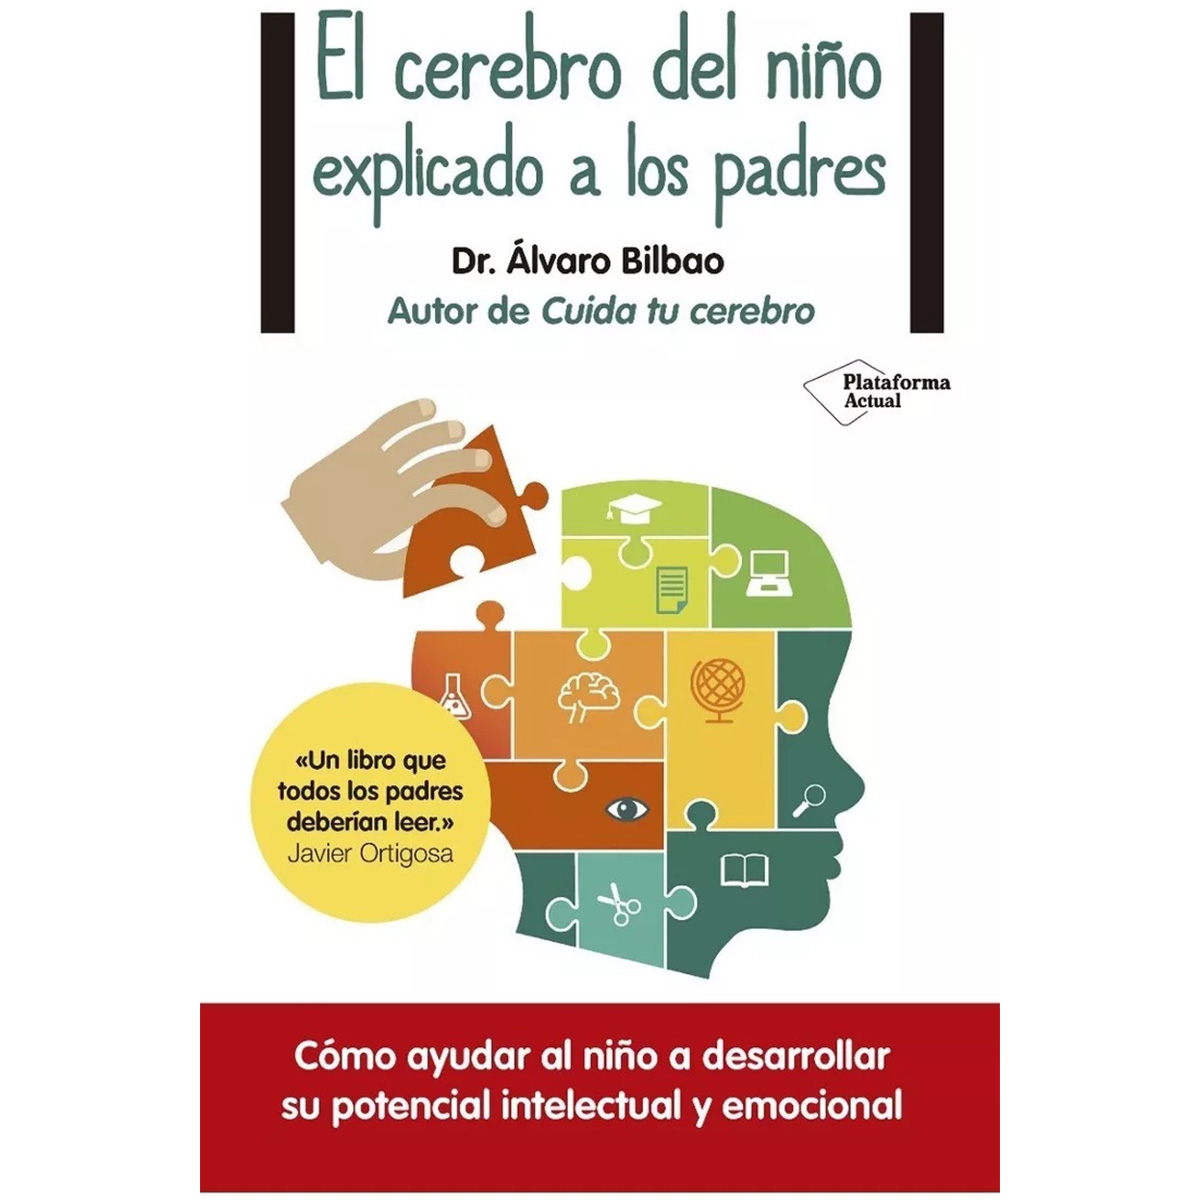 El cerebro del niño
explicado a los padres
Dr. Álvaro Bilbao
Autor de Cuida tu cerebro
Plataforma
Actual
«Un libro que
todos los padres
deberían leer.»
Javier Ortigosa
Cómo ayudar al niño a desarrollar
su potencial intelectual y emocional